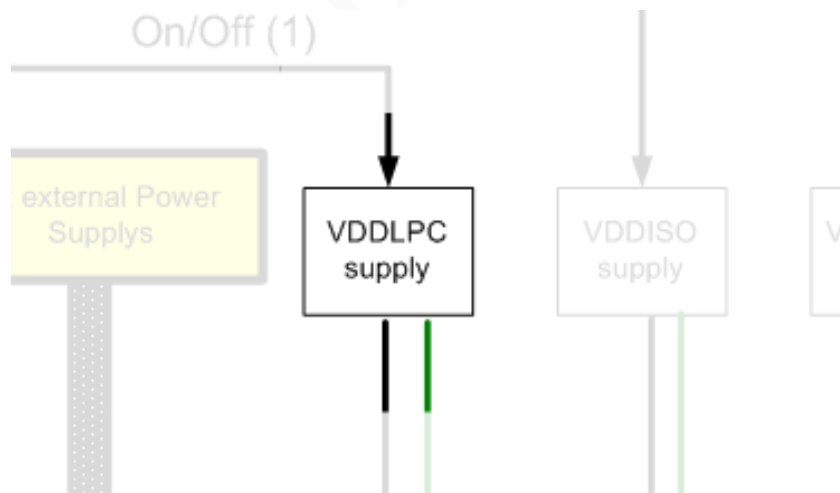 On/Off (1)
external Power
Supplys
VDDLPC
supply
VDDISO
supply
V